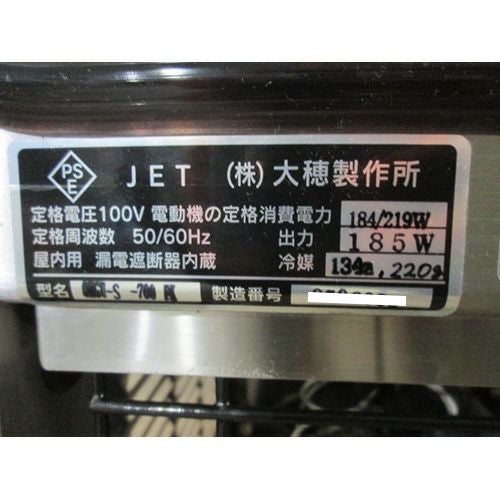 PS
E JET (株) 大穂製作所
定格電圧100V 電動機の定格消費電力 184/219W
定格周波数 50/60Hz 出力 185W
屋内用 漏電遮断器内蔵 冷媒 134a, 220g
型名 -S -700 製造番号